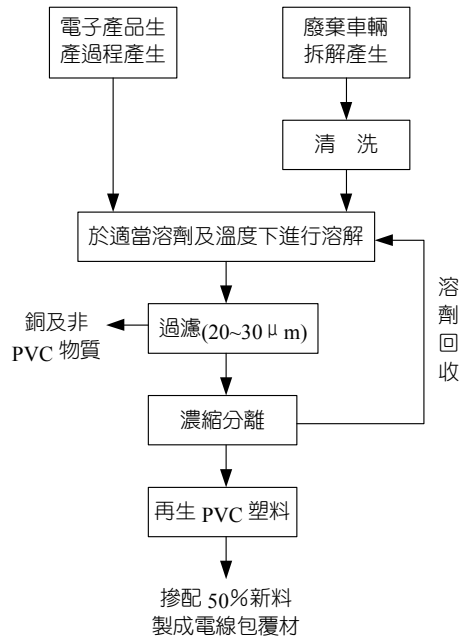 電子產品生
產過程產生
廢棄車輛
拆解產生
清 洗
於適當溶劑及溫度下進行溶解
銅及非
PVC 物質
過濾(20~30 μm)
溶劑回收
濃縮分離
再生 PVC 塑料
摻配 50%新料
製成電線包覆材